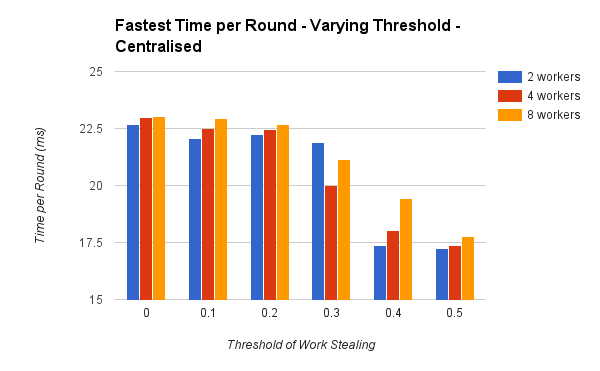 Fastest Time per Round - Varying Threshold -
Centralised
2 workers
4 workers
8 workers
Time per Round (ms)
25
22.5
20
17.5
15
0
0.1
0.2
0.3
0.4
0.5
Threshold of Work Stealing